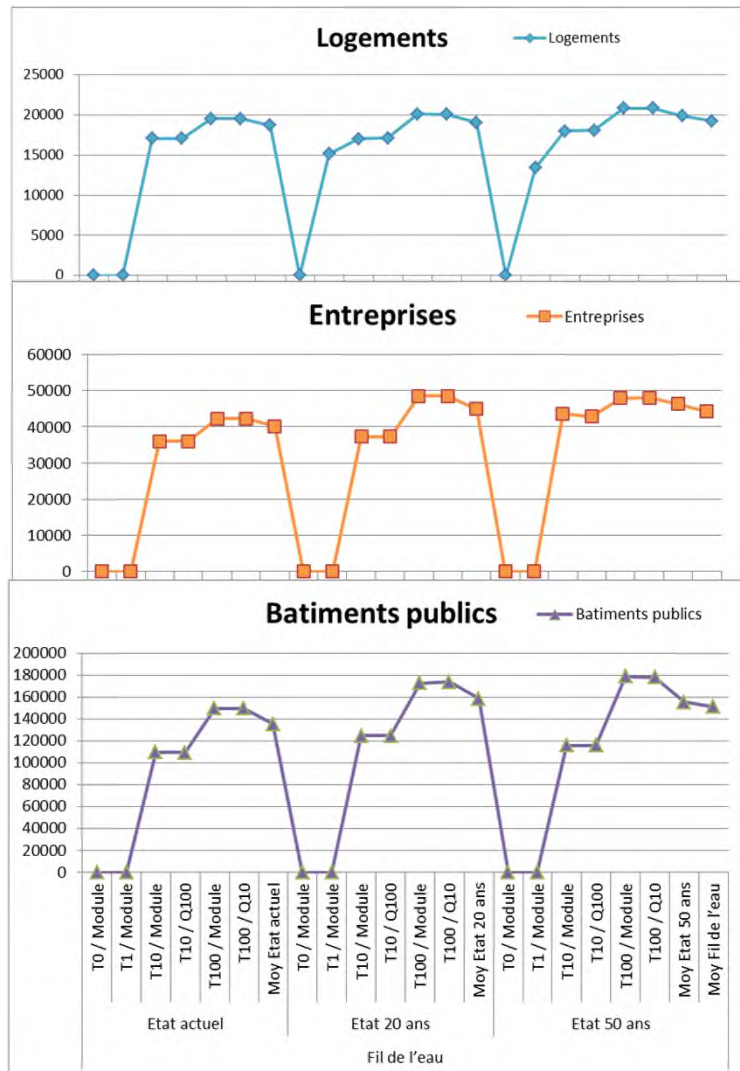 Logements
Logements
25000
20000
15000
10000
5000
0
Entreprises
Entreprises
60000
50000
40000
30000
20000
10000
0
Batiments publics
Batiments publics
200000
180000
160000
140000
120000
100000
80000
60000
40000
20000
0
T0 / Module
T1 / Module
T10 / Module
T10 / Q100
T100 / Module
T100 / Q10
Moy Etat actuel
T0 / Module
T1 / Module
T10 / Module
T10 / Q100
T100 / Module
T100 / Q10
Moy Etat 20 ans
T0 / Module
T1 / Module
T10 / Module
T10 / Q100
T100 / Module
T100 / Q10
Moy Etat 50 ans
Moy Fil de l'eau
Etat actuel
Etat 20 ans
Etat 50 ans
Fil de l'eau